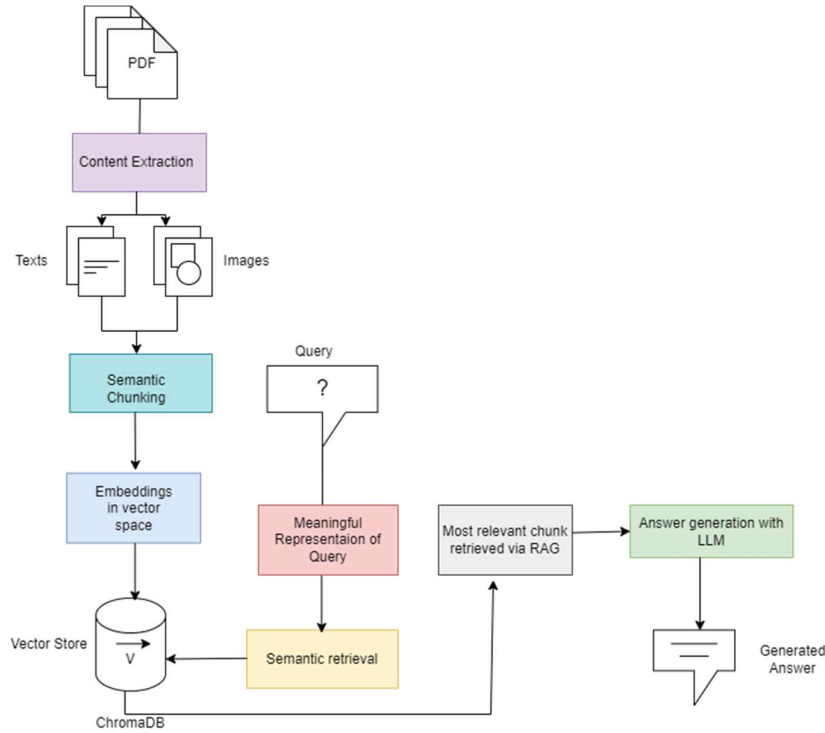 PDF
Content Extraction
Texts
Images
Semantic
Chunking
Query
?
Embeddings
in vector
space
Meaningful
Representaion of
Query
Most relevant chunk
retrieved via RAG
Answer generation with
LLM
Vector Store
V
Semantic retrieval
Generated
Answer
ChromaDB